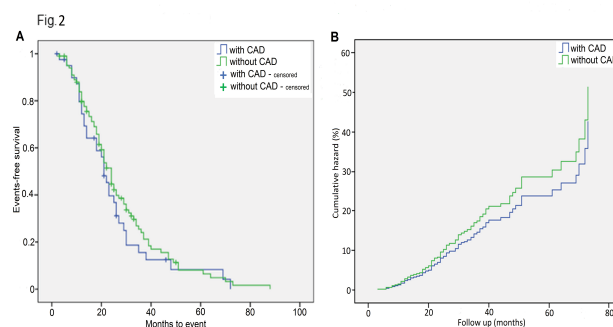 Fig.2
A
with CAD
without CAD
with CAD - censored
without CAD - censored
Events-free survival
1
0.8
0.6
0.4
0.2
0
0 20 40 60 80 100
Months to event
B
with CAD
without CAD
Cumulative hazard (%)
60
50
40
30
20
10
0
0 20 40 60 80
Follow up (months)